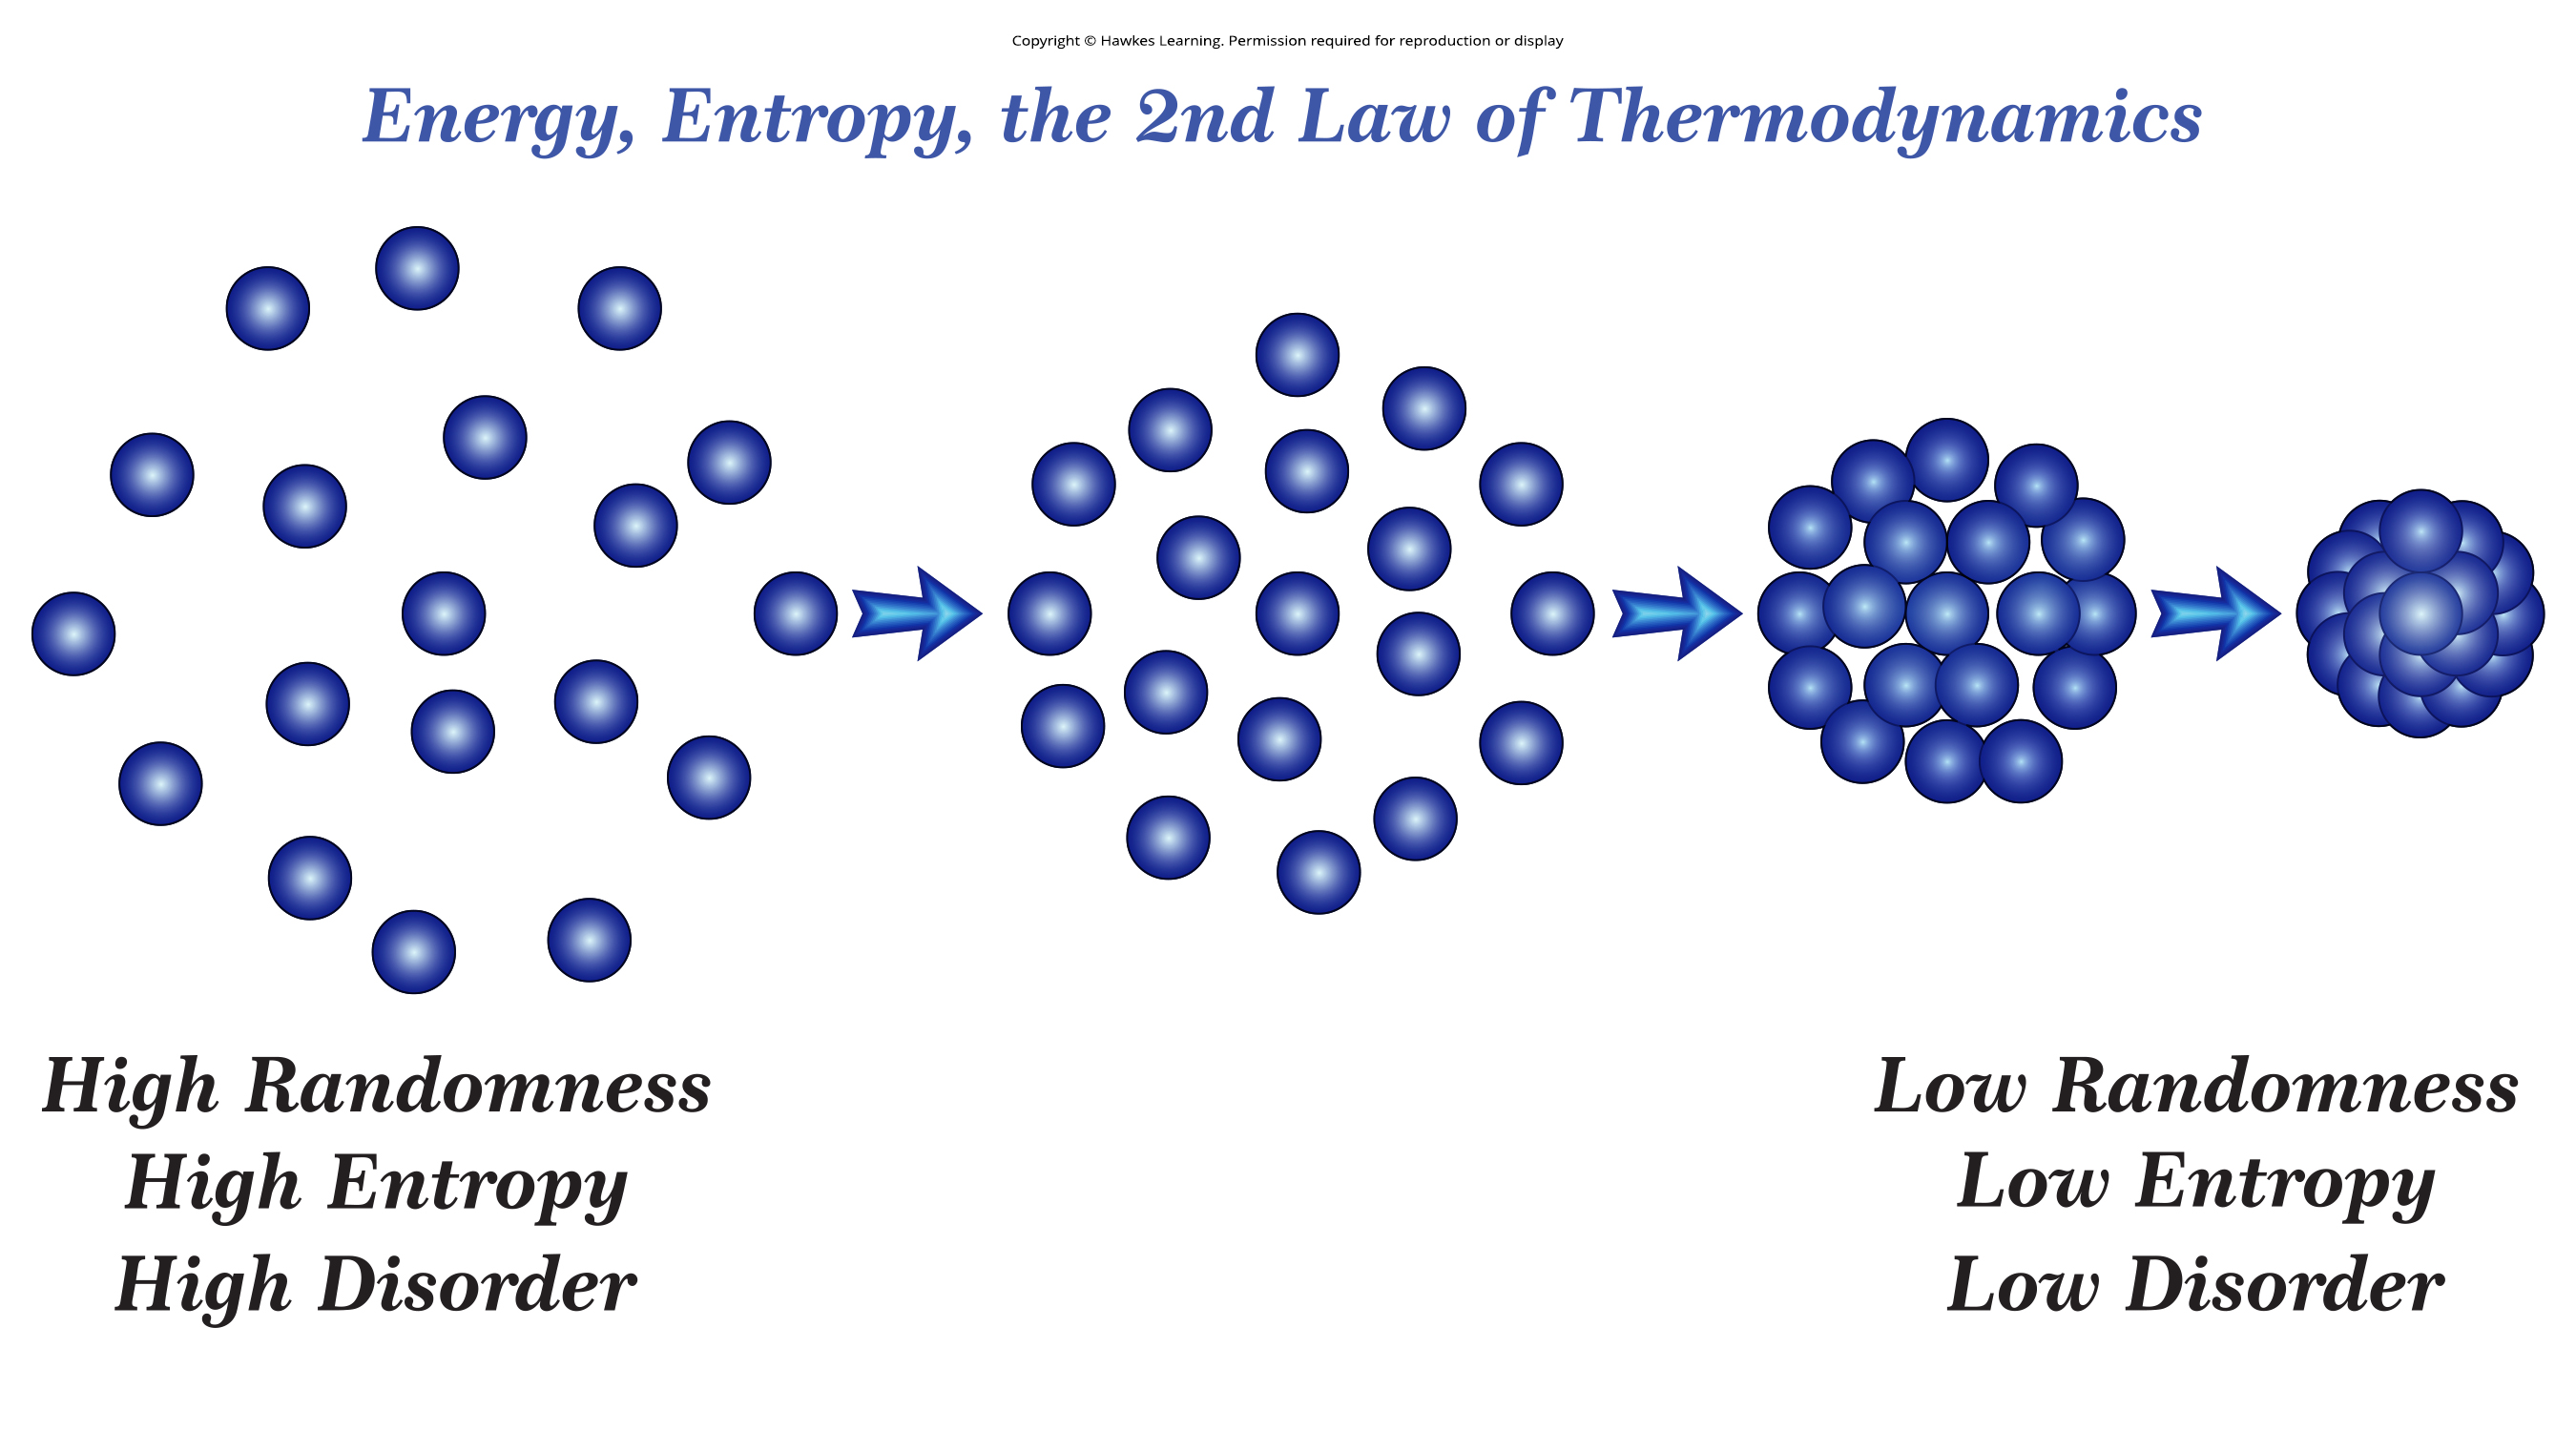 Copyright © Hawkes Learning. Permission required for reproduction or display
Energy, Entropy, the 2nd Law of Thermodynamics
High Randomness
High Entropy
High Disorder
Low Randomness
Low Entropy
Low Disorder